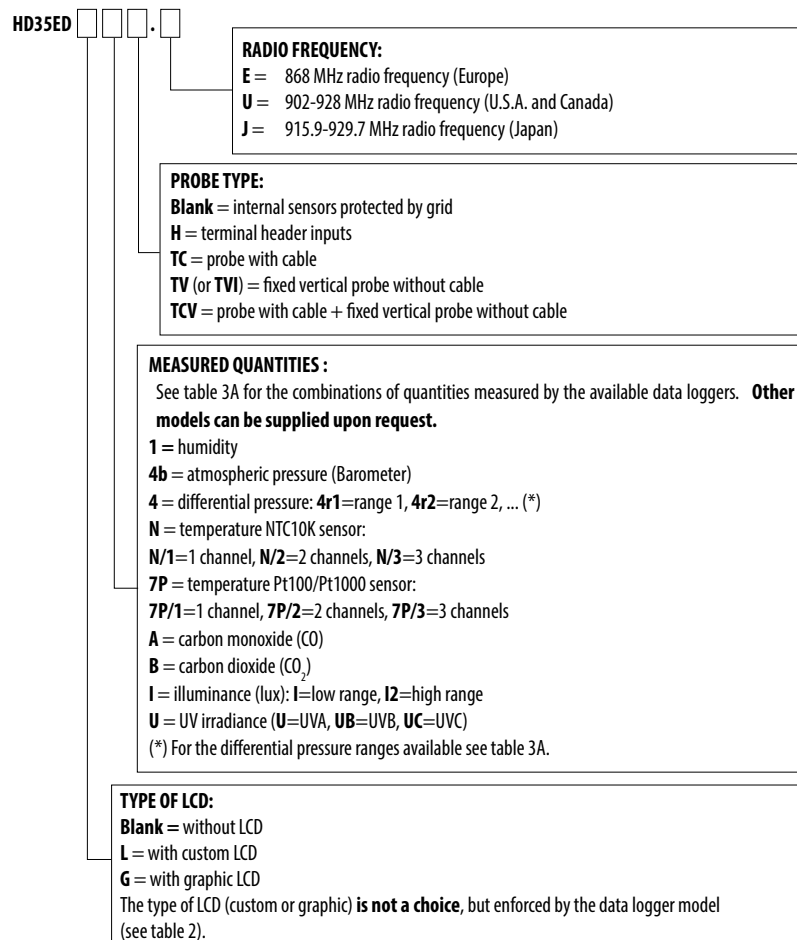 HD35ED .
RADIO FREQUENCY:
E = 868 MHz radio frequency (Europe)
U = 902-928 MHz radio frequency (U.S.A. and Canada)
J = 915.9-929.7 MHz radio frequency (Japan)
PROBE TYPE:
Blank = internal sensors protected by grid
H = terminal header inputs
TC = probe with cable
TV (or TVI) = fixed vertical probe without cable
TCV = probe with cable + fixed vertical probe without cable
MEASURED QUANTITIES :
See table 3A for the combinations of quantities measured by the available data loggers. Other
models can be supplied upon request.
1 = humidity
4b = atmospheric pressure (Barometer)
4 = differential pressure: 4r1=range 1, 4r2=range 2, ... (*)
N = temperature NTC10K sensor:
N/1=1 channel, N/2=2 channels, N/3=3 channels
7P = temperature Pt100/Pt1000 sensor:
7P/1=1 channel, 7P/2=2 channels, 7P/3=3 channels
A = carbon monoxide (CO)
B = carbon dioxide (CO2)
I = illuminance (lux): I=low range, I2=high range
U = UV irradiance (U=UVA, UB=UVB, UC=UVC)
(*) For the differential pressure ranges available see table 3A.
TYPE OF LCD:
Blank = without LCD
L = with custom LCD
G = with graphic LCD
The type of LCD (custom or graphic) is not a choice, but enforced by the data logger model
(see table 2).